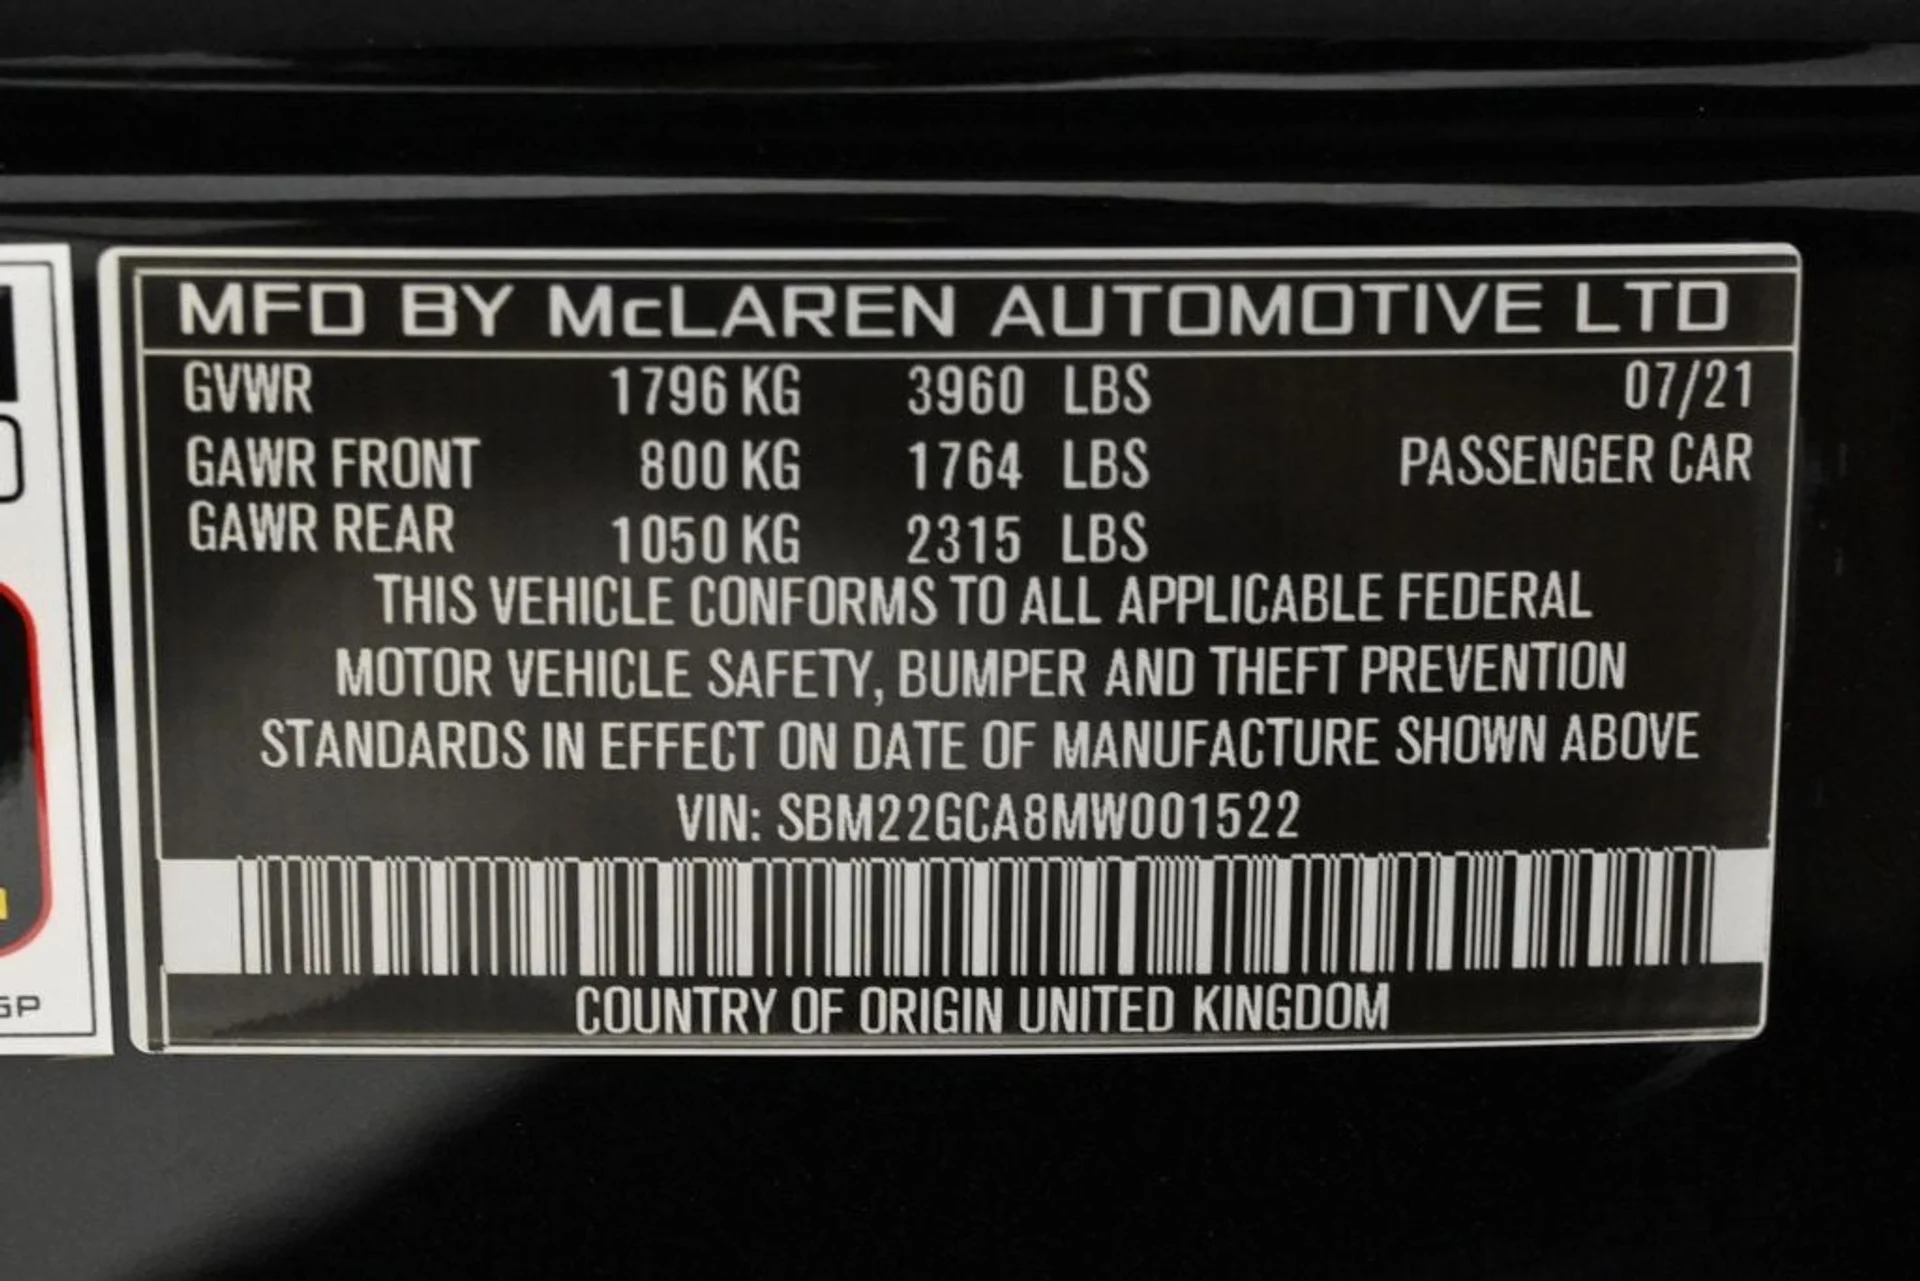 MFD BY McLAREN AUTOMOTIVE LTD
GVWR 1796 KG 3960 LBS 07/21
GAWR FRONT 800 KG 1764 LBS PASSENGER CAR
GAWR REAR 1050 KG 2315 LBS
THIS VEHICLE CONFORMS TO ALL APPLICABLE FEDERAL
MOTOR VEHICLE SAFETY, BUMPER AND THEFT PREVENTION
STANDARDS IN EFFECT ON DATE OF MANUFACTURE SHOWN ABOVE
VIN: SBM22GCA8MW001522
COUNTRY OF ORIGIN UNITED KINGDOM